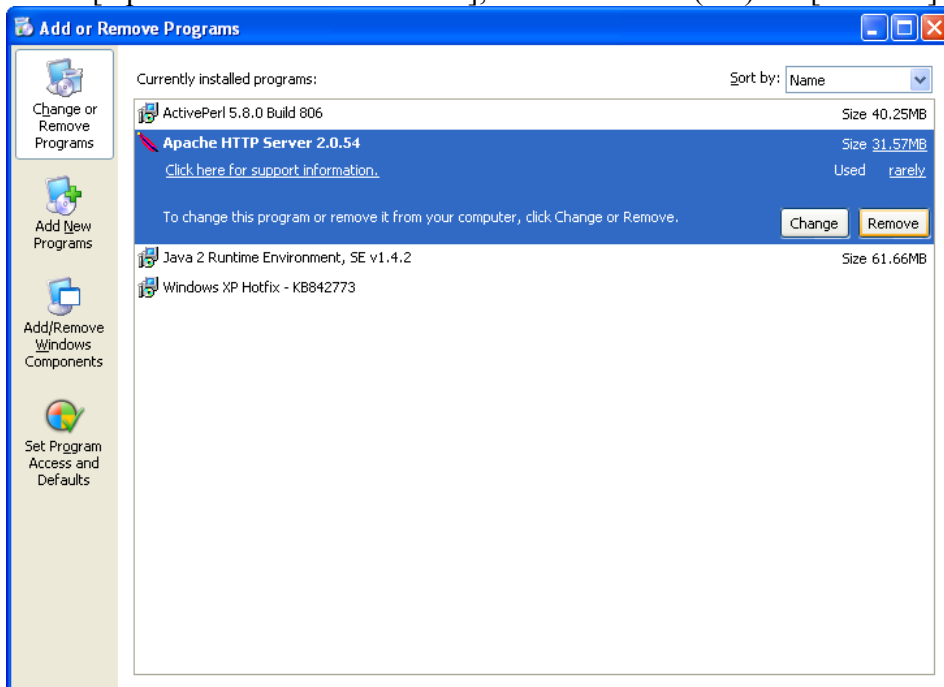 Add or Remove Programs
Change or
Remove
Programs
Add New
Programs
Add/Remove
Windows
Components
Set Program
Access and
Defaults
Currently installed programs:
Sort by: Name
ActivePerl 5.8.0 Build 806 Size 40.25MB
Apache HTTP Server 2.0.54 Size 31.57MB
Click here for support information. Used rarely
To change this program or remove it from your computer, click Change or Remove. Change Remove
Java 2 Runtime Environment, SE v1.4.2 Size 61.66MB
Windows XP Hotfix - KB842773